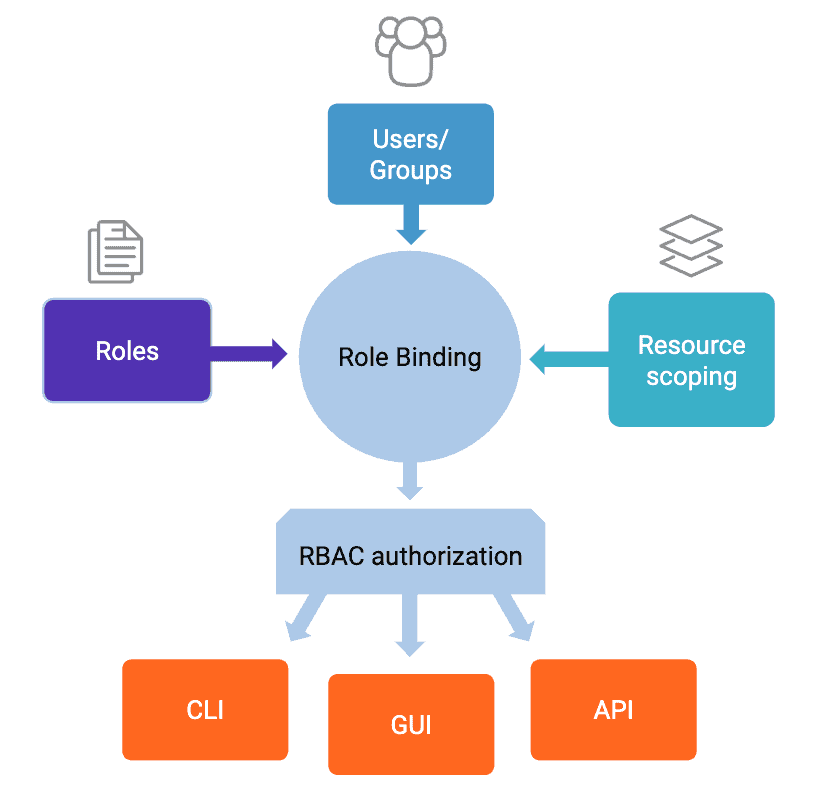 Users/
Groups
Roles
Role Binding
Resource
scoping
RBAC authorization
CLI
GUI
API